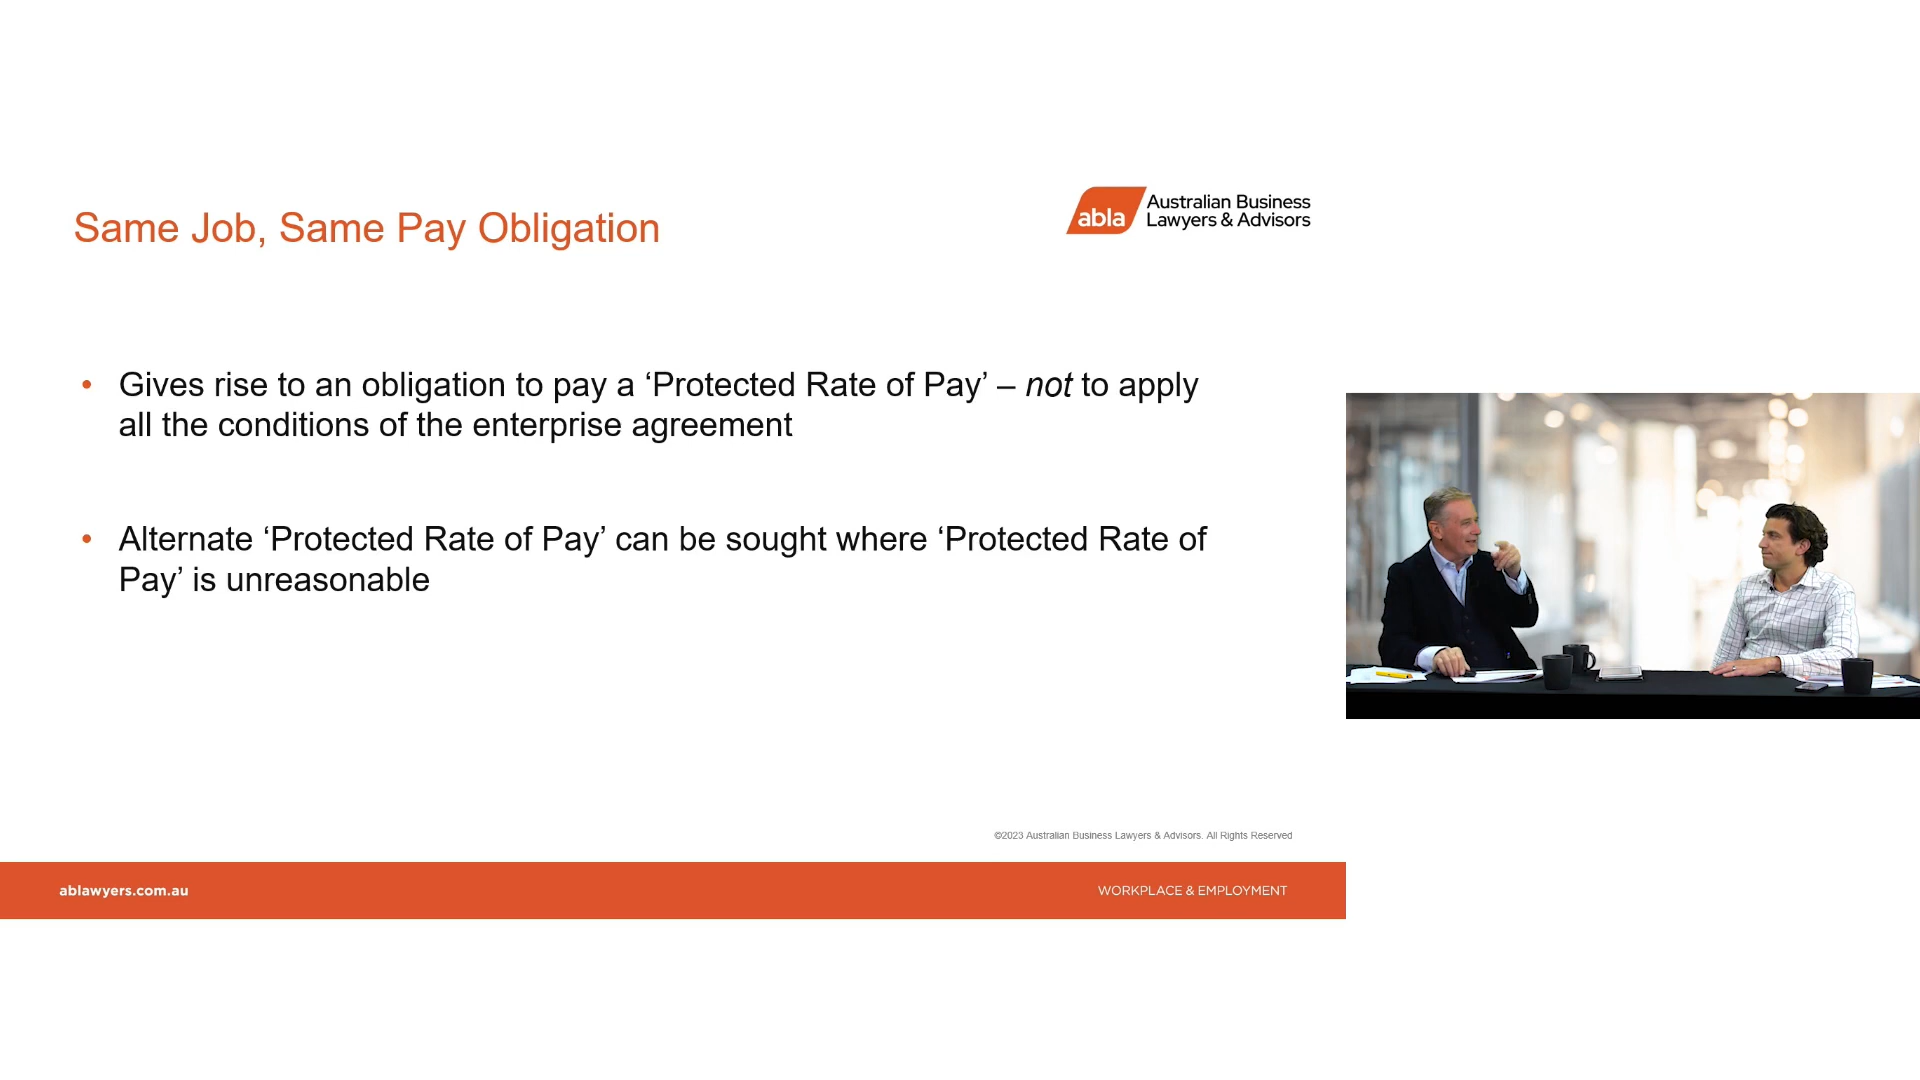 Same Job, Same Pay Obligation
abla
Australian Business
Lawyers & Advisors
• Gives rise to an obligation to pay a ‘Protected Rate of Pay’ – not to apply
all the conditions of the enterprise agreement
• Alternate ‘Protected Rate of Pay’ can be sought where ‘Protected Rate of
Pay’ is unreasonable
©2023 Australian Business Lawyers & Advisors. All Rights Reserved
ablawyers.com.au
WORKPLACE & EMPLOYMENT